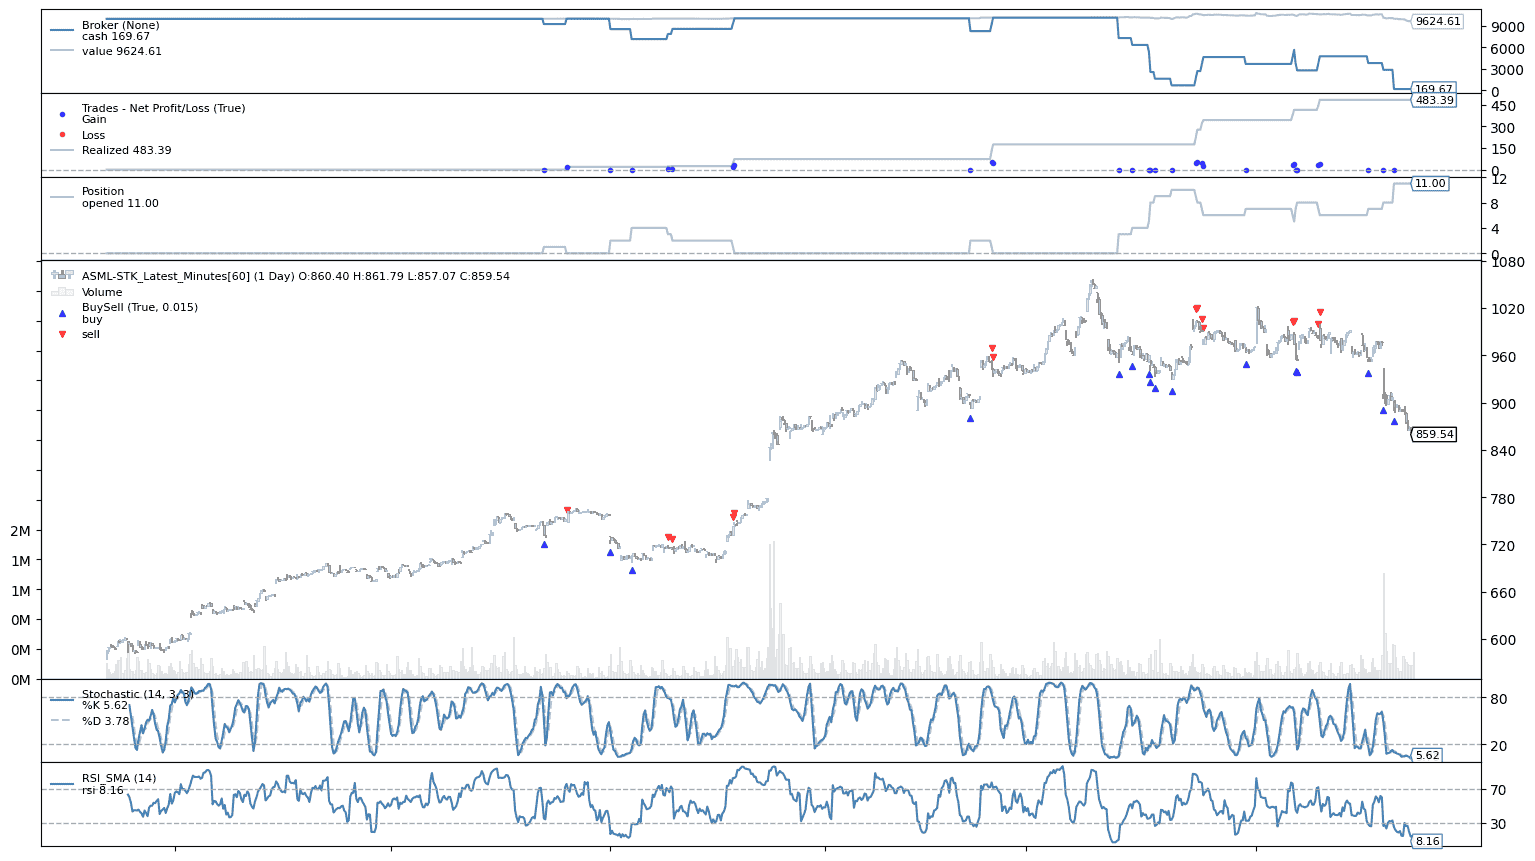 Broker (None)
cash 169.67
value 9624.61
9624.61
9000
6000
3000
0
169.67
Trades - Net Profit/Loss (True)
Gain
Loss
Realized 483.39
483.39
450
300
150
0
Position
opened 11.00
12
11.00
8
4
0
ASML-STK_Latest_Minutes[60] (1 Day) O:860.40 H:861.79 L:857.07 C:859.54
Volume
BuySell (True, 0.015)
buy
sell
1080
1020
960
900
859.54
840
780
720
660
600
2M
1M
1M
0M
0M
0M
Stochastic (14, 3, 3)
%K 5.62
%D 3.78
80
20
5.62
RSI_SMA (14)
rsi 8.16
70
30
8.16